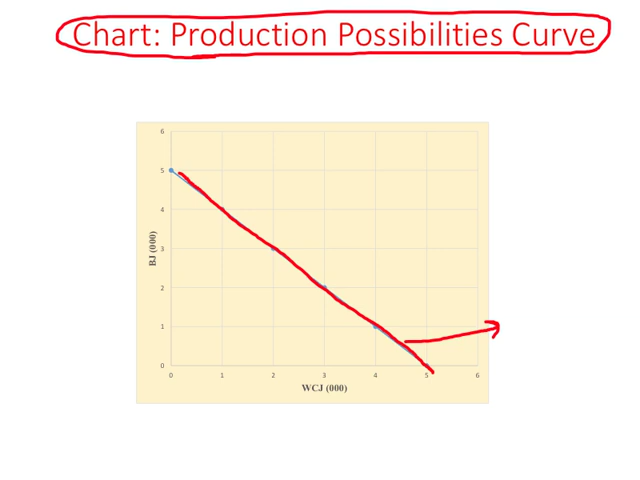 Chart: Production Possibilities Curve
6
5
4
3
2
1
0
BJ (000)
0 1 2 3 4 5 6
WCJ (000)